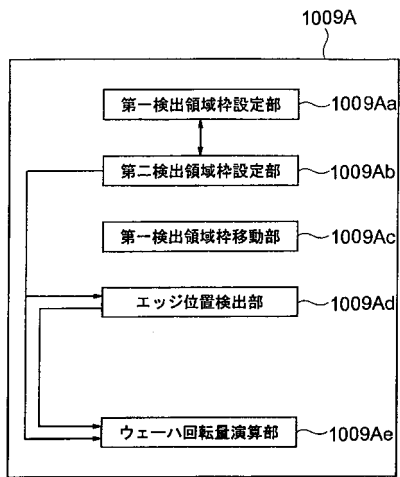 1009A
第一検出領域枠設定部 1009Aa
第二検出領域枠設定部 1009Ab
第一検出領域枠移動部 1009Ac
エッジ位置検出部 1009Ad
ウェーハ回転量演算部 1009Ae